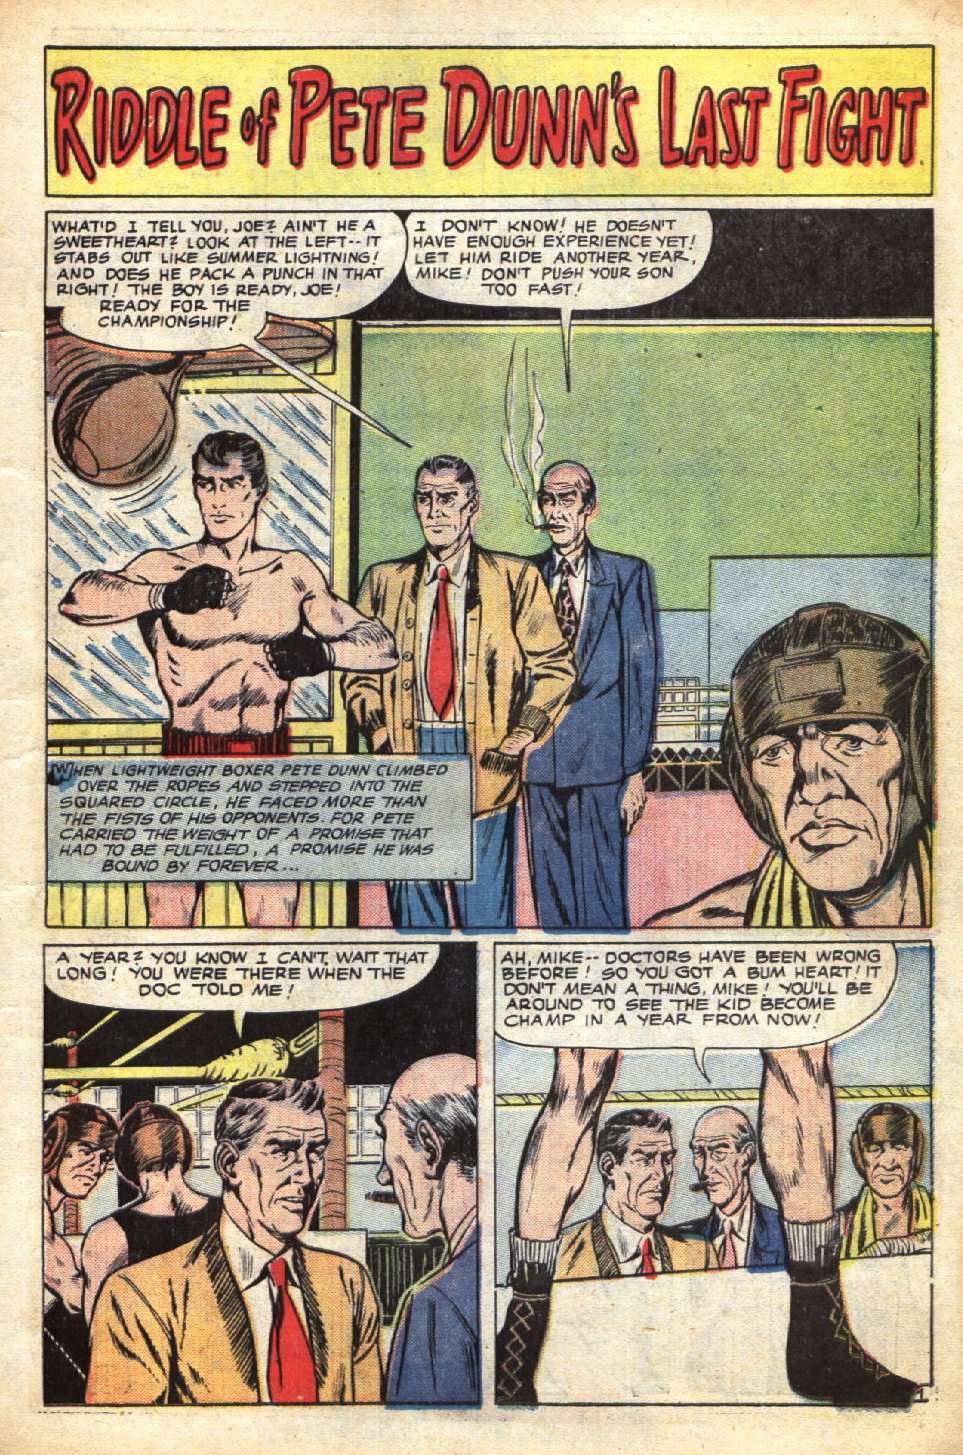 RIDDLE OF PETE DUNN'S LAST FIGHT
WHAT'D I TELL YOU, JOE? AIN'T HE A
SWEETHEART? LOOK AT THE LEFT--IT
STABS OUT LIKE SUMMER LIGHTNING!
AND DOES HE PACK A PUNCH IN THAT
RIGHT! THE BOY IS READY, JOE!
READY FOR THE
CHAMPIONSHIP!
I DON'T KNOW! HE DOESN'T
HAVE ENOUGH EXPERIENCE YET!
LET HIM RIDE ANOTHER YEAR,
MIKE! DON'T PUSH YOUR SON
TOO FAST!
WHEN LIGHTWEIGHT BOXER PETE DUNN CLIMBED
OVER THE ROPES AND STEPPED INTO THE
SQUARED CIRCLE, HE FACED MORE THAN
THE FISTS OF HIS OPPONENTS. FOR PETE
CARRIED THE WEIGHT OF A PROMISE THAT
HAD TO BE FULFILLED, A PROMISE HE WAS
BOUND BY FOREVER...
A YEAR? YOU KNOW I CAN'T WAIT THAT
LONG! YOU WERE THERE WHEN THE
DOC TOLD ME!
AH, MIKE-- DOCTORS HAVE BEEN WRONG
BEFORE! SO YOU GOT A BUM HEART! IT
DON'T MEAN A THING, MIKE! YOU'LL BE
AROUND TO SEE THE KID BECOME
CHAMP IN A YEAR FROM NOW!
1